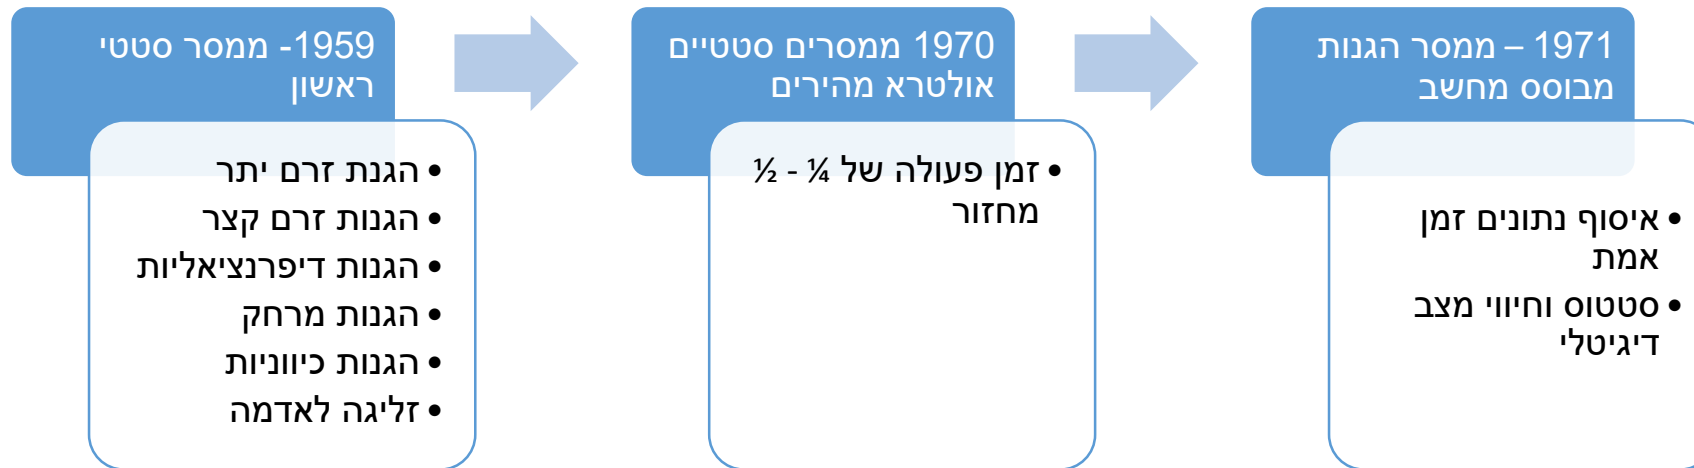 1959- ממסר סטטי
ראשון
• הגנת זרם יתר
• הגנות זרם קצר
• הגנות דיפרנציאליות
• הגנות מרחק
• הגנות כיווניות
• זליגה לאדמה
1970 ממסרים סטטיים
אולטרא מהירים
• זמן פעולה של ¼ - ½
מחזור
1971 – ממסר הגנות
מבוסס מחשב
• איסוף נתונים זמן
אמת
• סטטוס וחיווי מצב
דיגיטלי